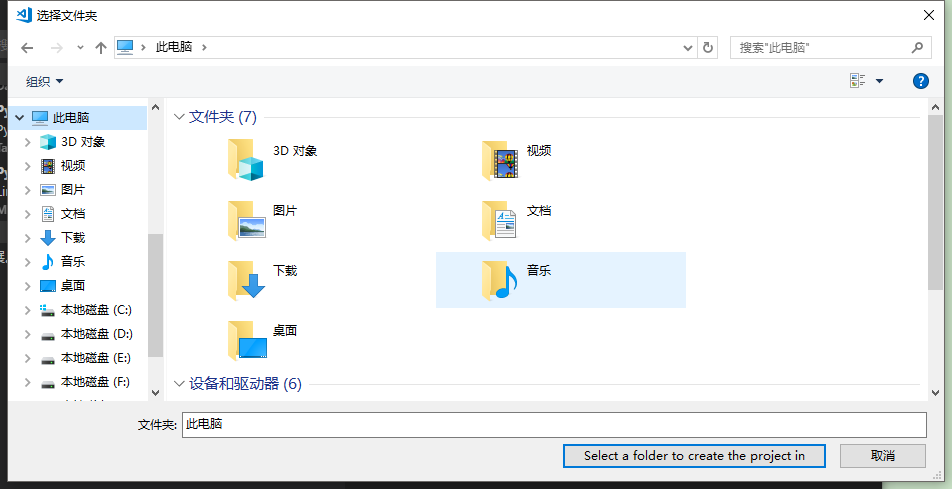 选择文件夹
此电脑
搜索"此电脑"
组织
此电脑
3D 对象
视频
图片
文档
下载
音乐
桌面
本地磁盘 (C:)
本地磁盘 (D:)
本地磁盘 (E:)
本地磁盘 (F:)
文件夹 (7)
3D 对象
视频
图片
文档
下载
音乐
桌面
设备和驱动器 (6)
文件夹: 此电脑
Select a folder to create the project in
取消